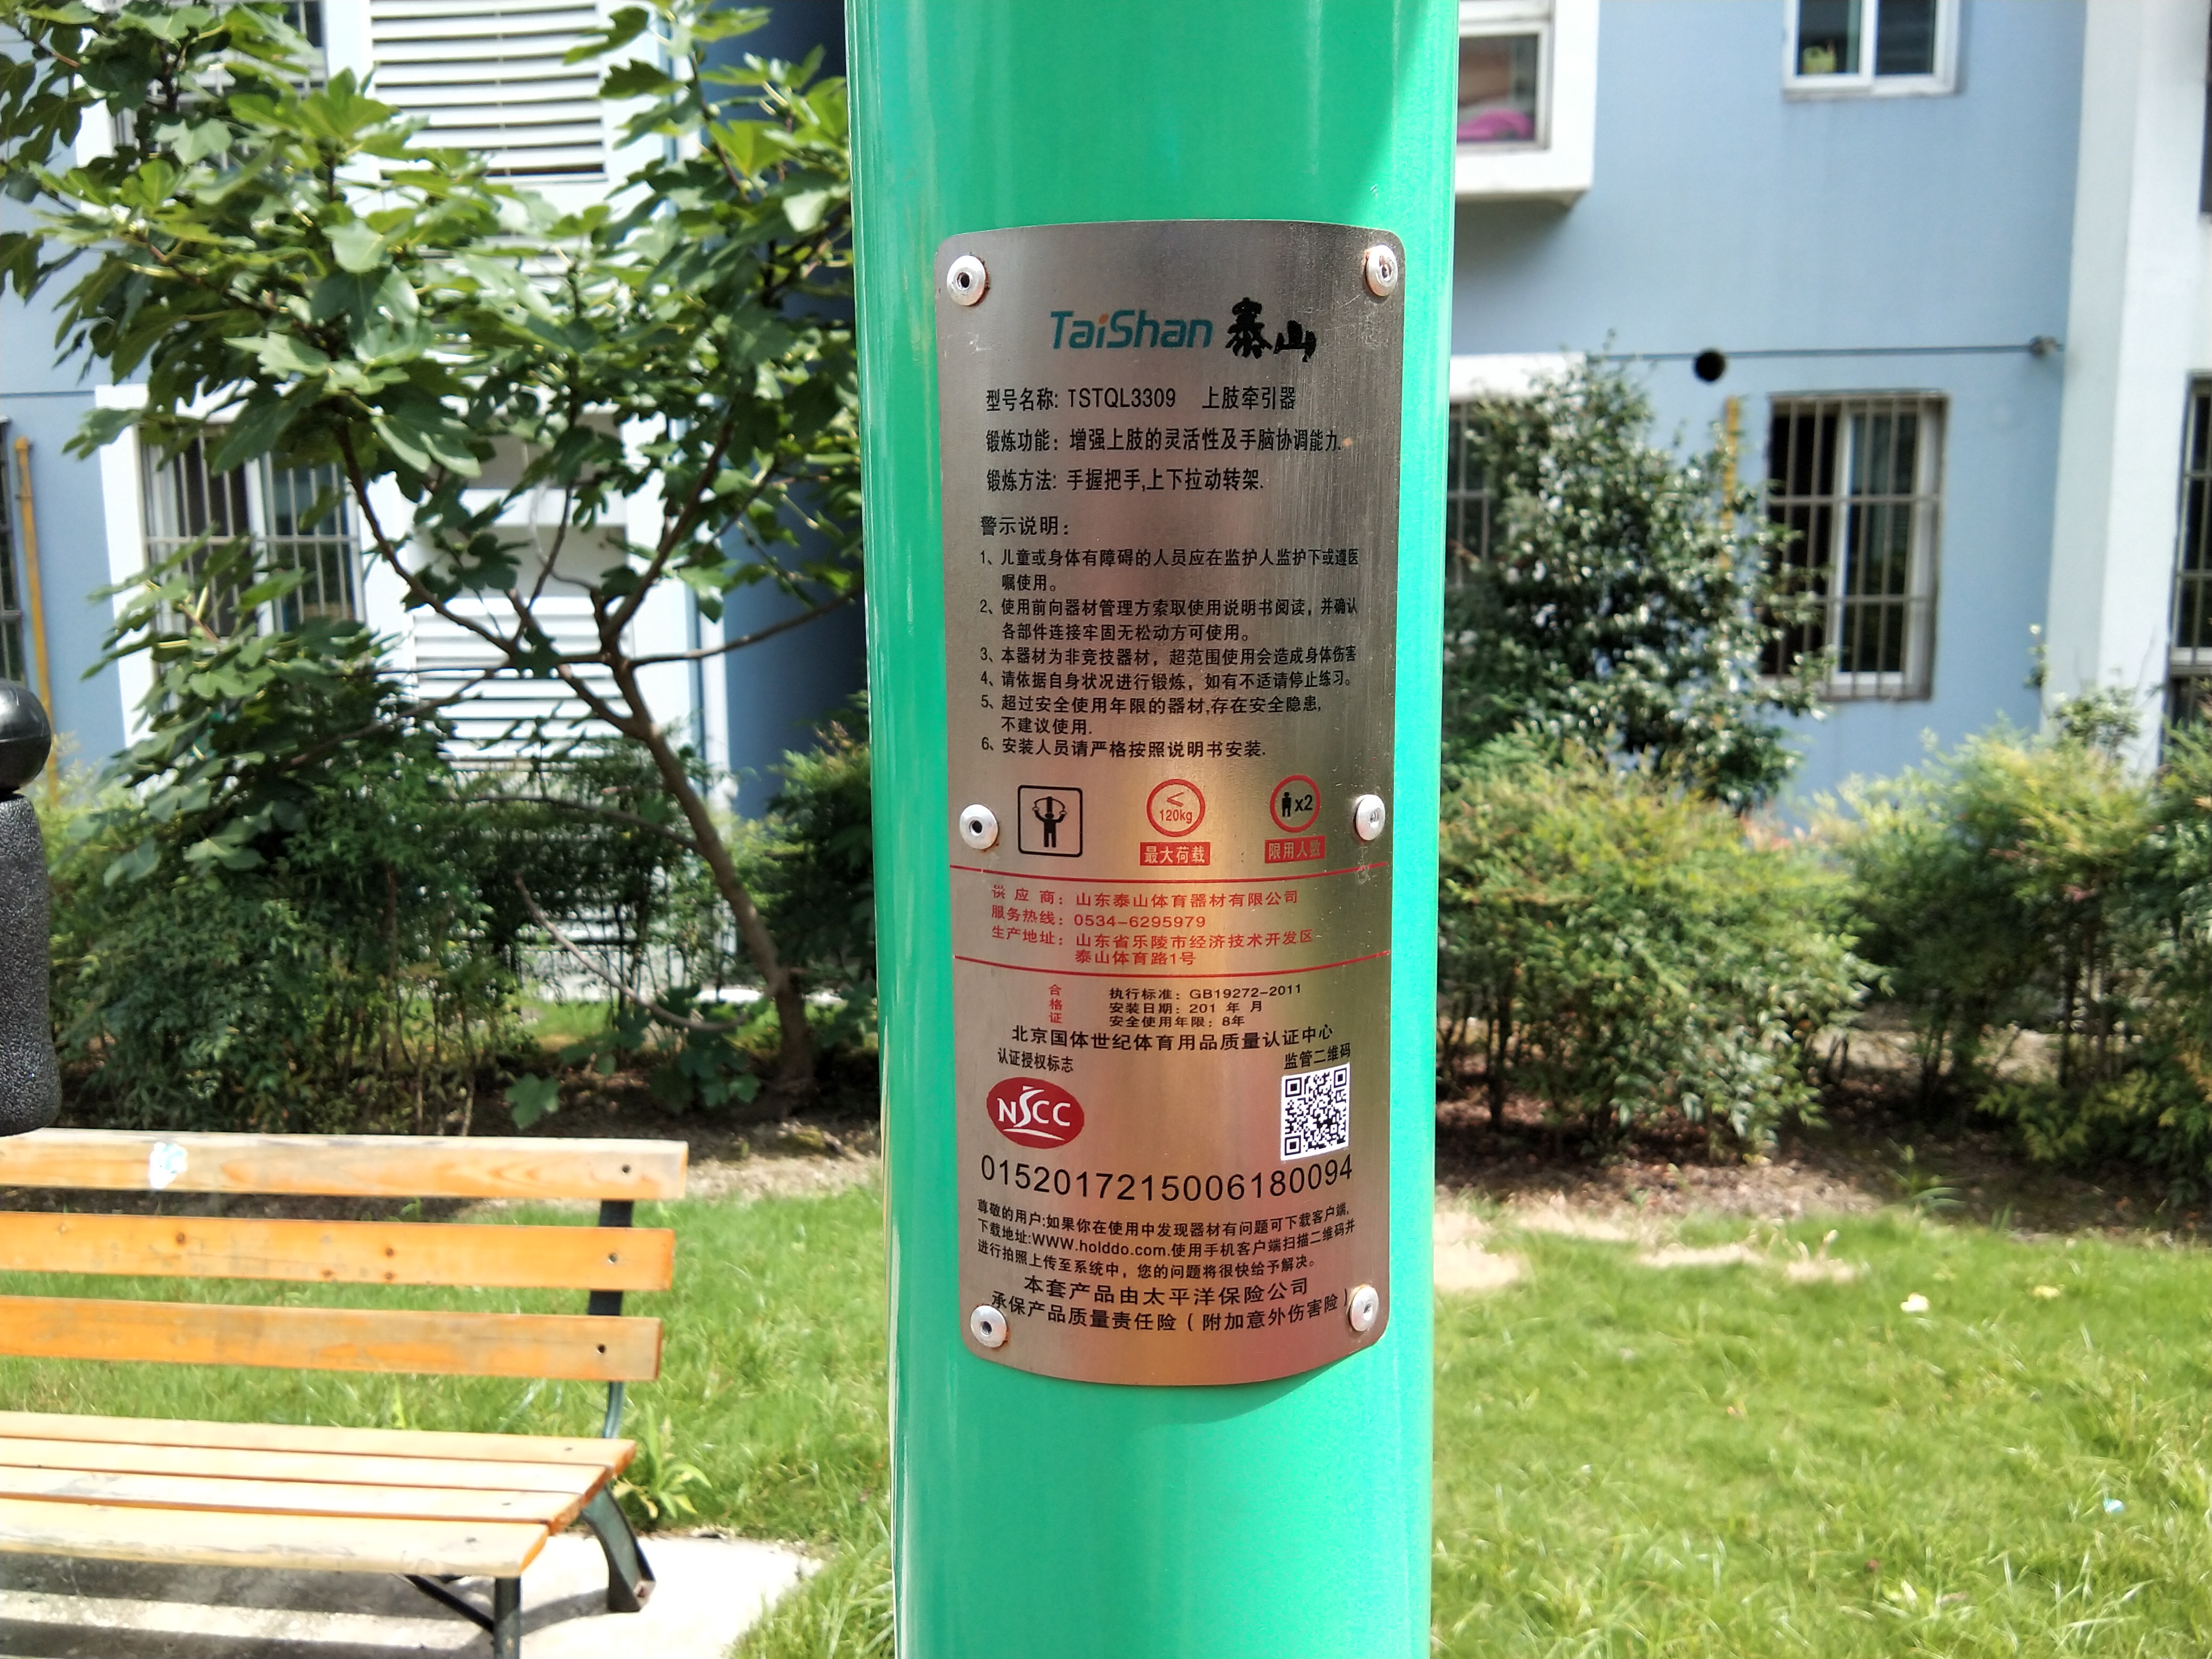 TaiShan 泰山
型号名称: TSTQL3309 上肢牵引器
锻炼功能: 增强上肢的灵活性及手脑协调能力.
锻炼方法: 手握把手,上下拉动转架.
警示说明:
1、儿童或身体有障碍的人员应在监护人监护下或遵医
嘱使用。
2、使用前向器材管理方索取使用说明书阅读，并确认
各部件连接牢固无松动方可使用。
3、本器材为非竞技器材，超范围使用会造成身体伤害
4、请依据自身状况进行锻炼，如有不适请停止练习。
5、超过安全使用年限的器材,存在安全隐患,
不建议使用.
6、安装人员请严格按照说明书安装.
≤
120kg
x2
最大荷载
限用人数
供应商: 山东泰山体育器材有限公司
服务热线: 0534-6295979
生产地址: 山东省乐陵市经济技术开发区
泰山体育路1号
合格证
执行标准: GB19272-2011
安装日期: 201 年 月
安全使用年限: 8年
北京国体世纪体育用品质量认证中心
认证授权标志
监管二维码
NSCC
01520172150061800​94
尊敬的用户:如果你在使用中发现器材有问题可下载客户端,
下载地址:WWW.holddo.com.使用手机客户端扫描二维码并
进行拍照上传至系统中，您的问题将很快给予解决。
本套产品由太平洋保险公司
承保产品质量责任险（附加意外伤害险）